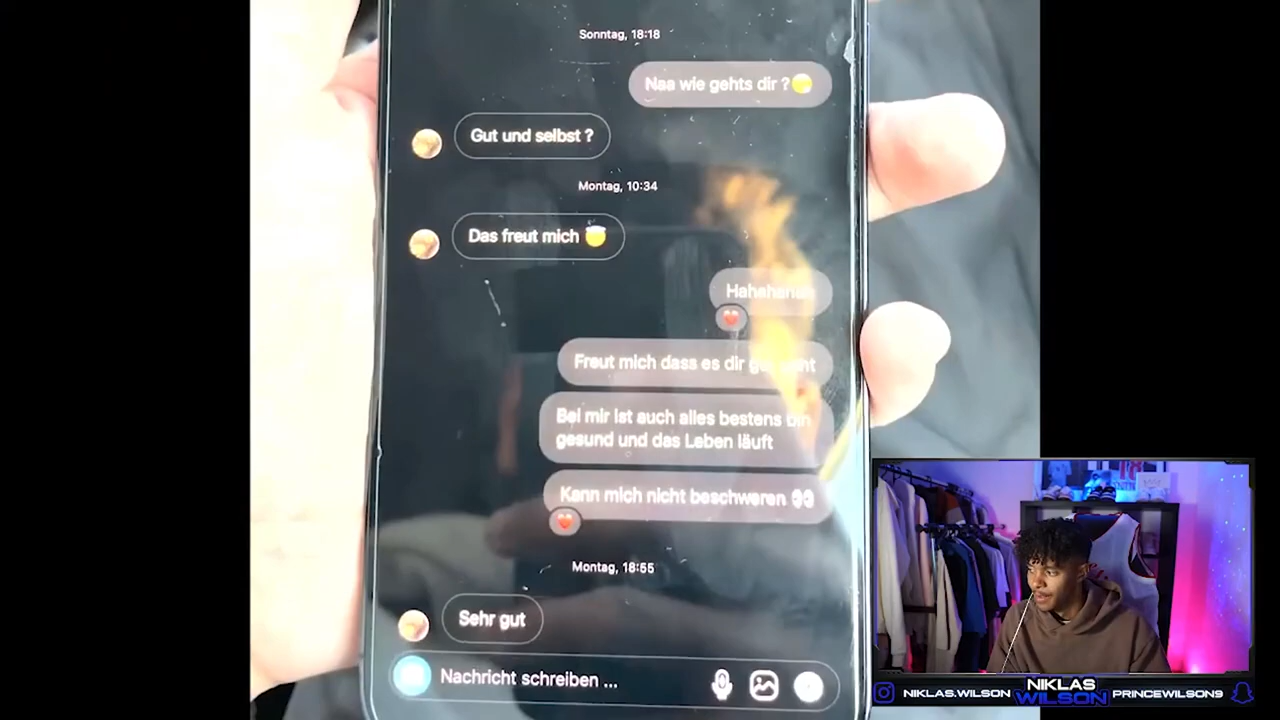 Sonntag, 18:18
Naa wie gehts dir ?
Gut und selbst ?
Montag, 10:34
Das freut mich
Freut mich dass es dir
Bei mir ist auch alles bestens bin
gesund und das Leben läuft
Kann mich nicht beschweren
Montag, 18:55
Sehr gut
Nachricht schreiben ...
NIKLAS.WILSON
NIKLAS
WILSON
PRINCEWILSON9